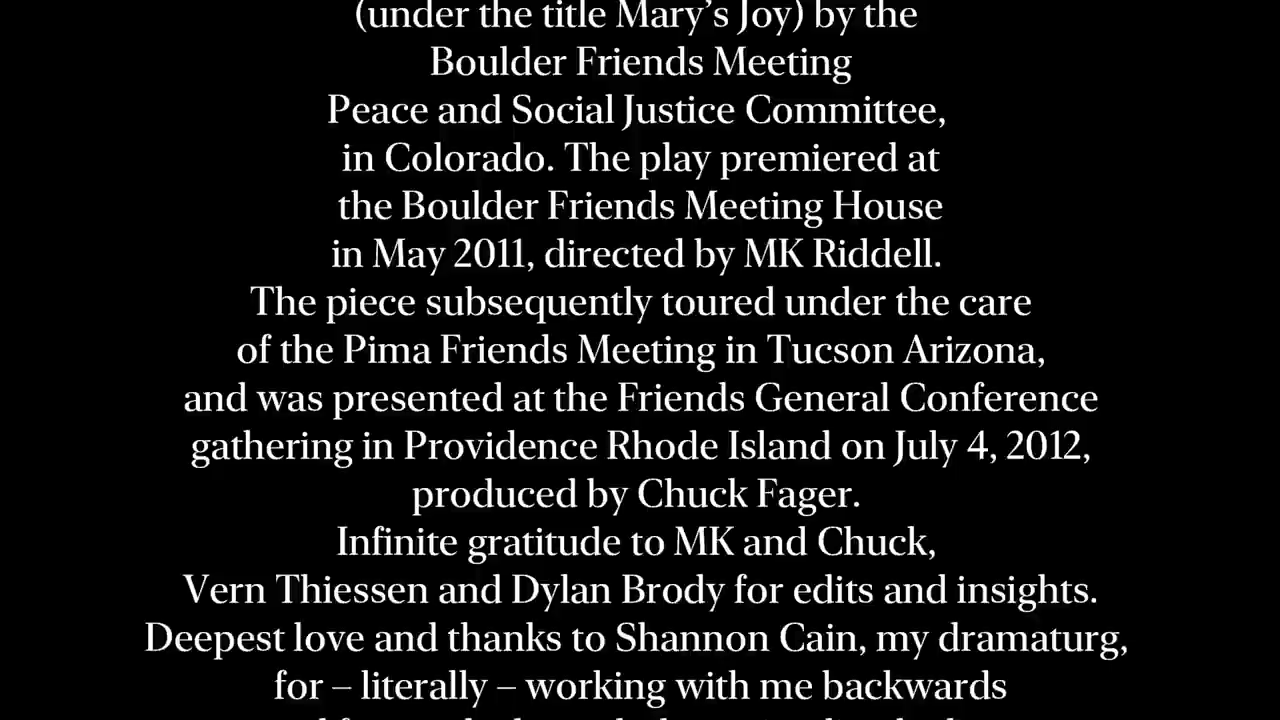 (under the title Mary’s Joy) by the
Boulder Friends Meeting
Peace and Social Justice Committee,
in Colorado. The play premiered at
the Boulder Friends Meeting House
in May 2011, directed by MK Riddell.
The piece subsequently toured under the care
of the Pima Friends Meeting in Tucson Arizona,
and was presented at the Friends General Conference
gathering in Providence Rhode Island on July 4, 2012,
produced by Chuck Fager.
Infinite gratitude to MK and Chuck,
Vern Thiessen and Dylan Brody for edits and insights.
Deepest love and thanks to Shannon Cain, my dramaturg,
for – literally – working with me backwards